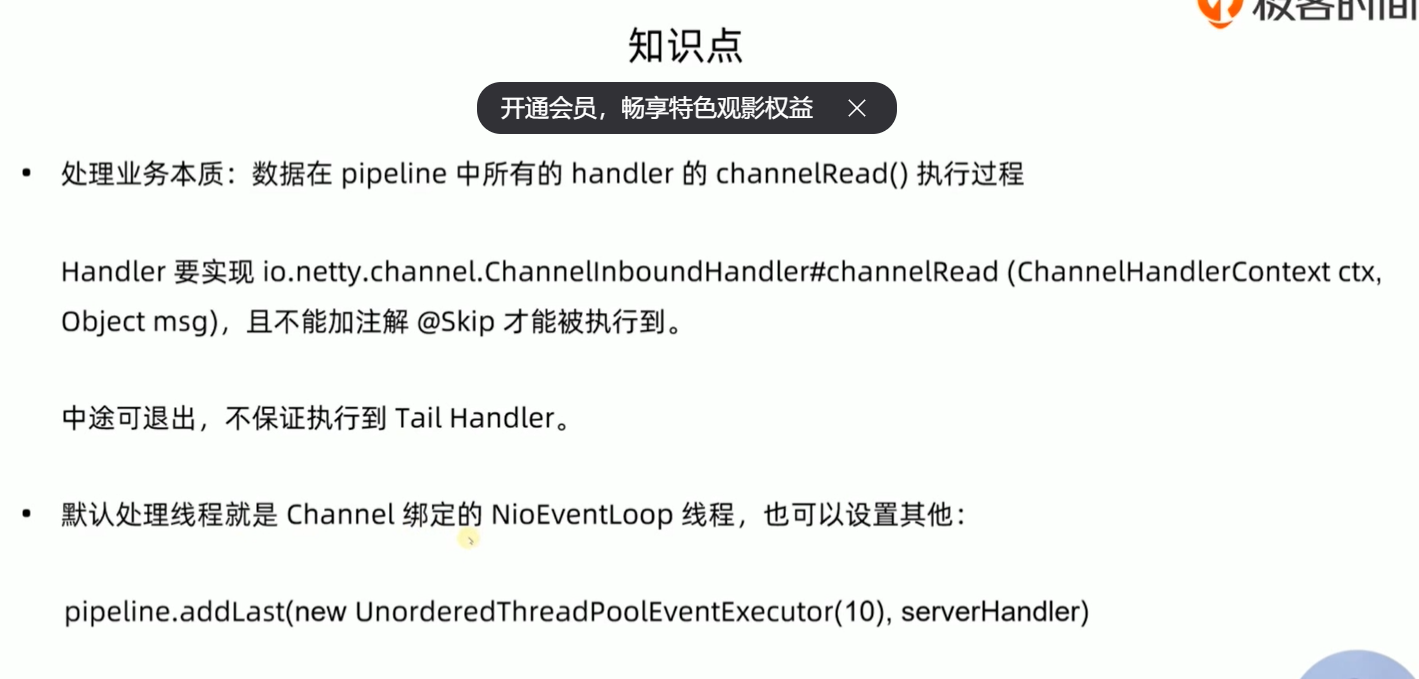 极客时间
知识点
开通会员，畅享特色观影权益
• 处理业务本质：数据在 pipeline 中所有的 handler 的 channelRead() 执行过程
Handler 要实现 io.netty.channel.ChannelInboundHandler#channelRead (ChannelHandlerContext ctx,
Object msg)，且不能加注解 @Skip 才能被执行到。
中途可退出，不保证执行到 Tail Handler。
• 默认处理线程就是 Channel 绑定的 NioEventLoop 线程，也可以设置其他：
pipeline.addLast(new UnorderedThreadPoolEventExecutor(10), serverHandler)